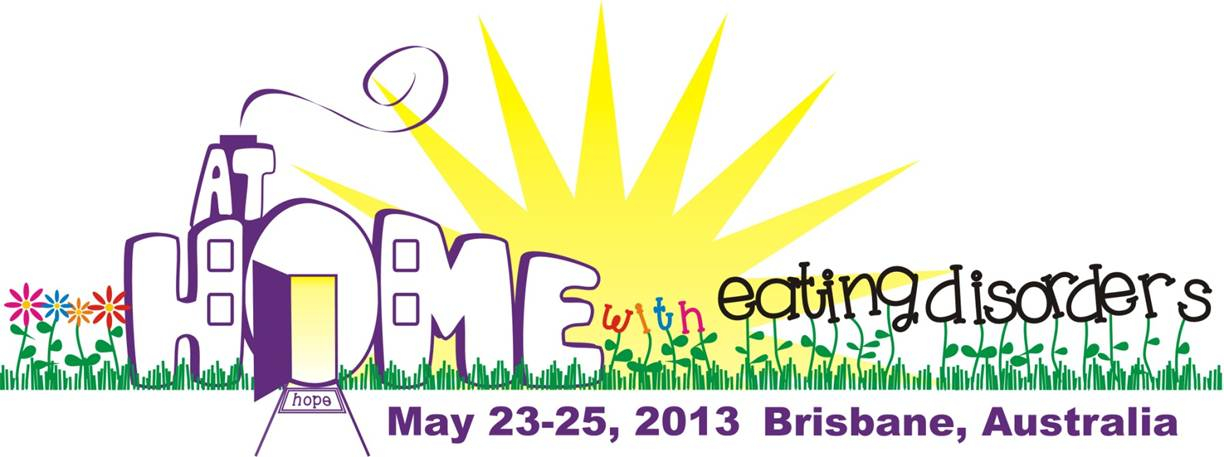 AT
HOME with eating disorders
hope
May 23-25, 2013 Brisbane, Australia